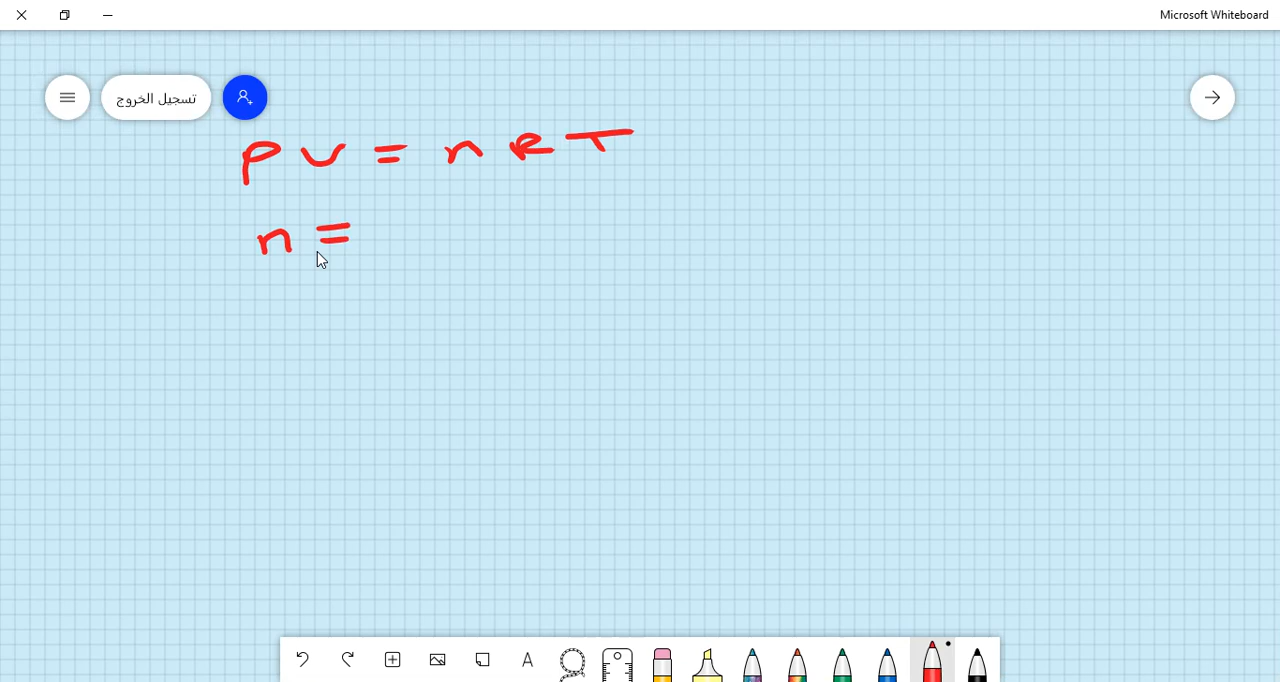 Microsoft Whiteboard
تسجيل الخروج
PV = nRT
n =
A